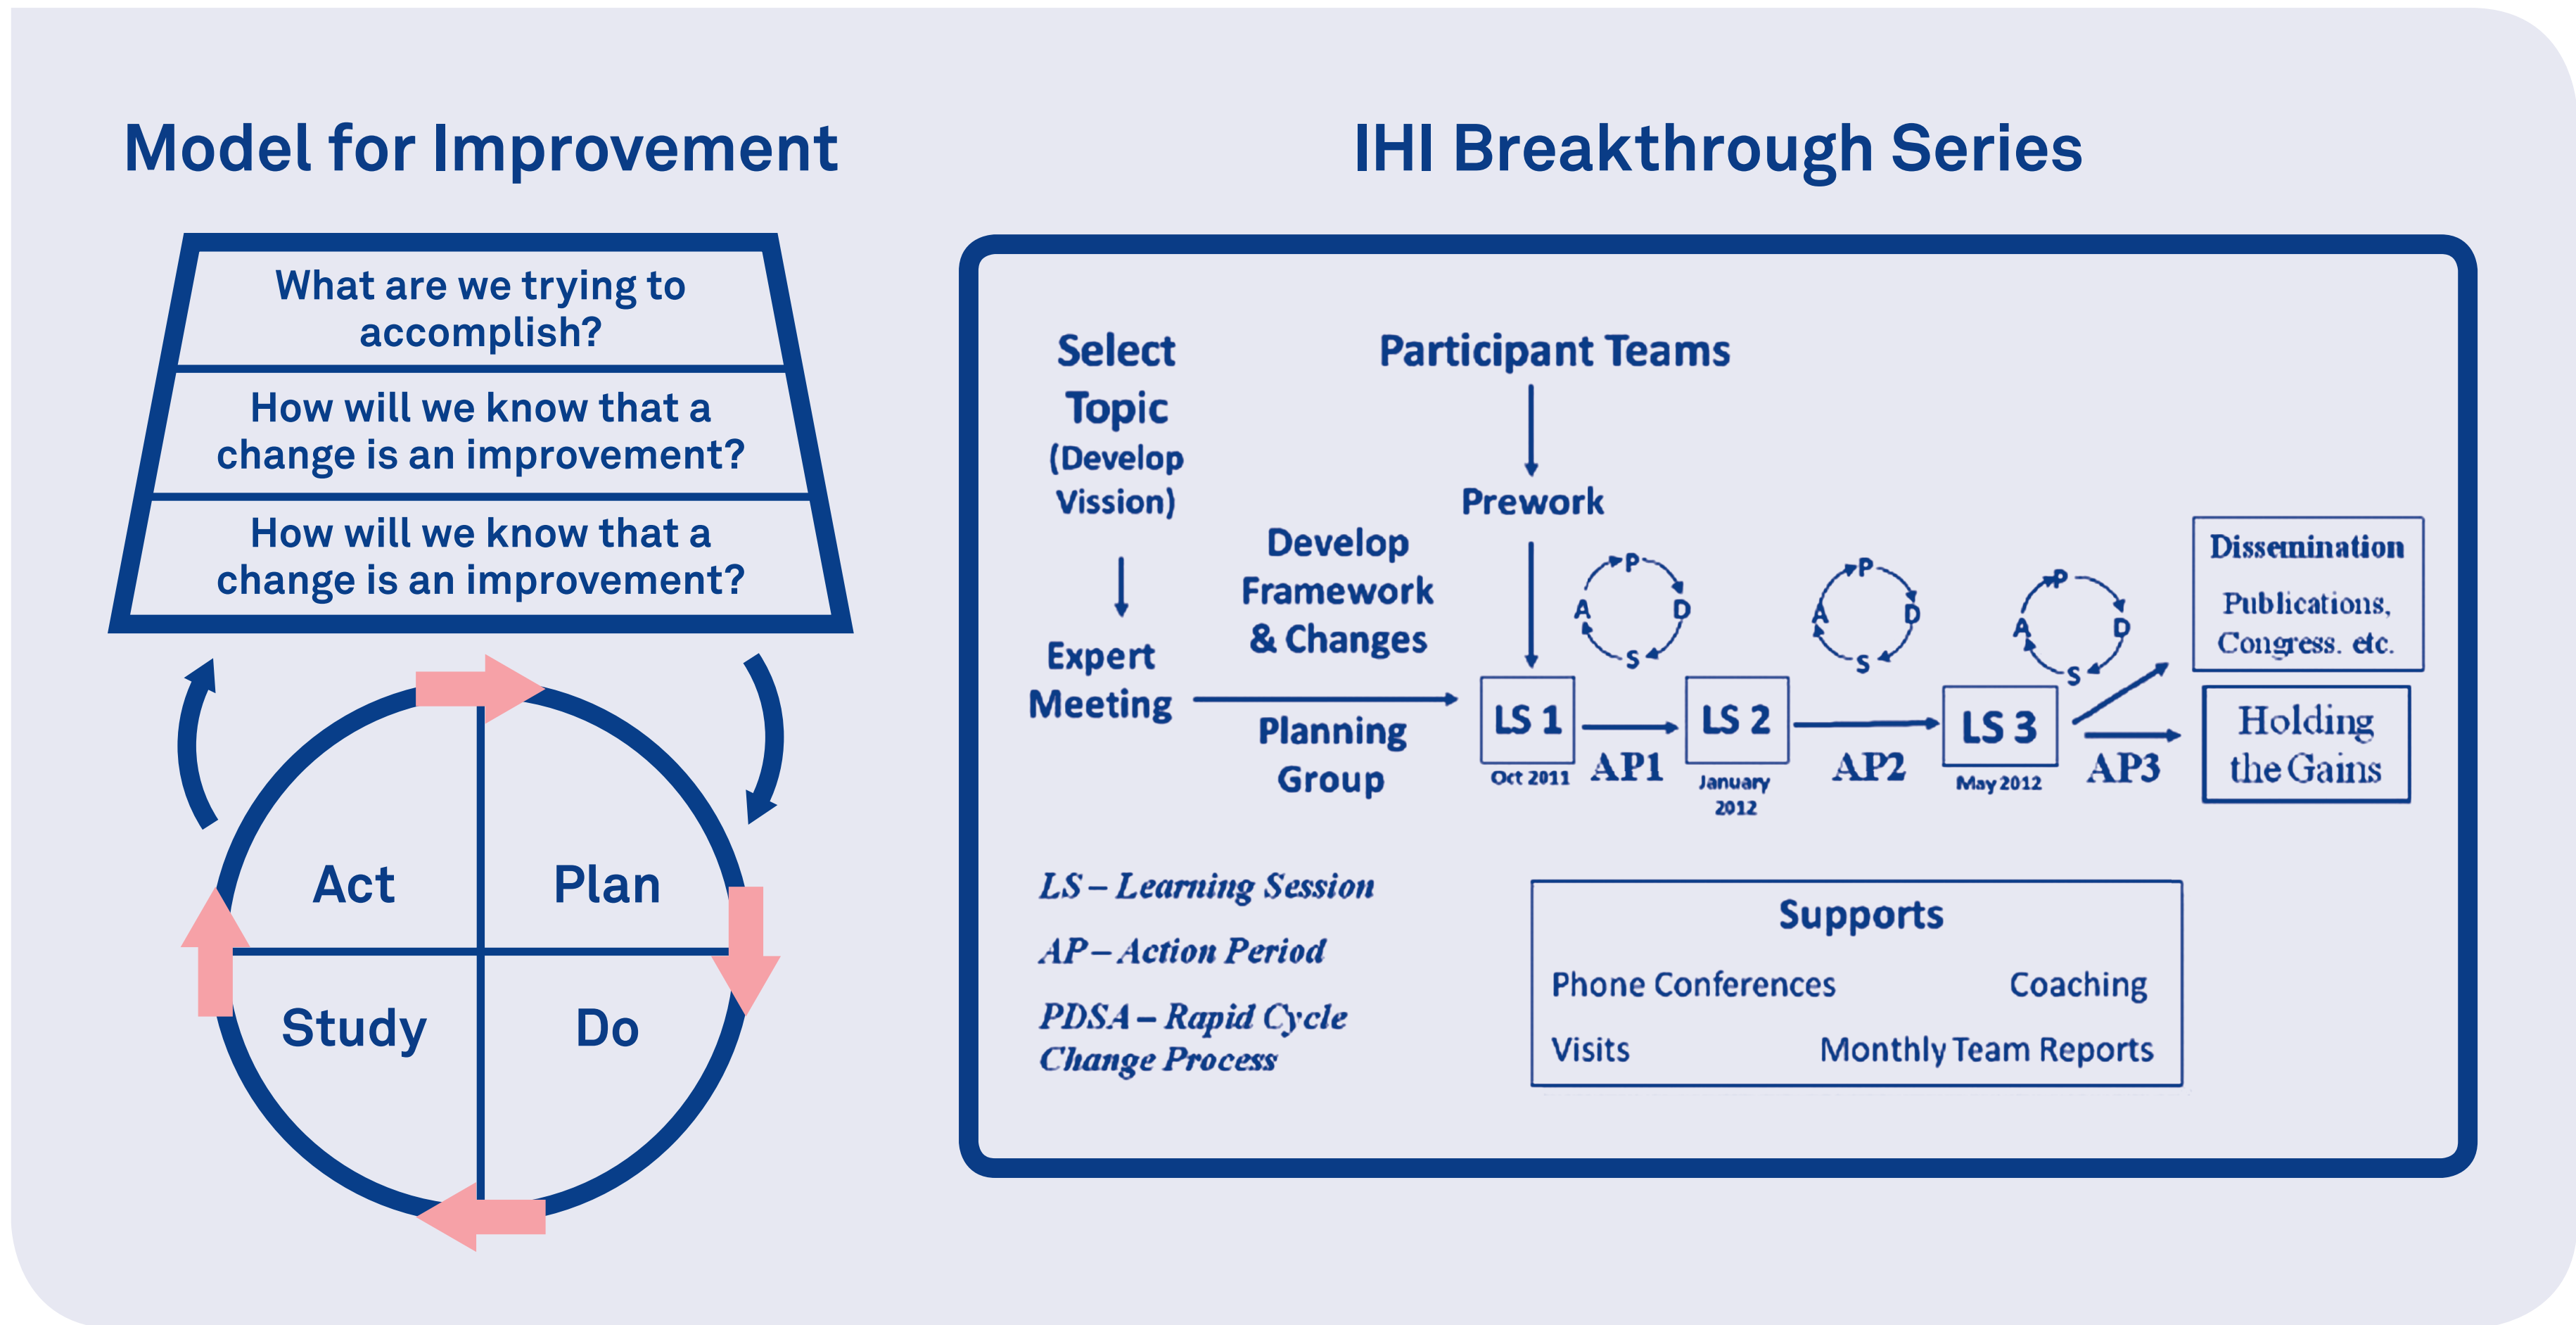 Model for Improvement
What are we trying to
accomplish?
How will we know that a
change is an improvement?
How will we know that a
change is an improvement?
Act
Plan
Study
Do
IHI Breakthrough Series
Select
Topic
(Develop
Vission)
Expert
Meeting
Develop
Framework
& Changes
Planning
Group
Participant Teams
Prework
P
D
S
A
P
D
S
A
P
D
S
A
LS 1
Oct 2011
AP1
LS 2
January
2012
AP2
LS 3
May 2012
AP3
Dissemination
Publications,
Congress. etc.
Holding
the Gains
LS – Learning Session
AP – Action Period
PDSA – Rapid Cycle
Change Process
Supports
Phone Conferences Coaching
Visits Monthly Team Reports